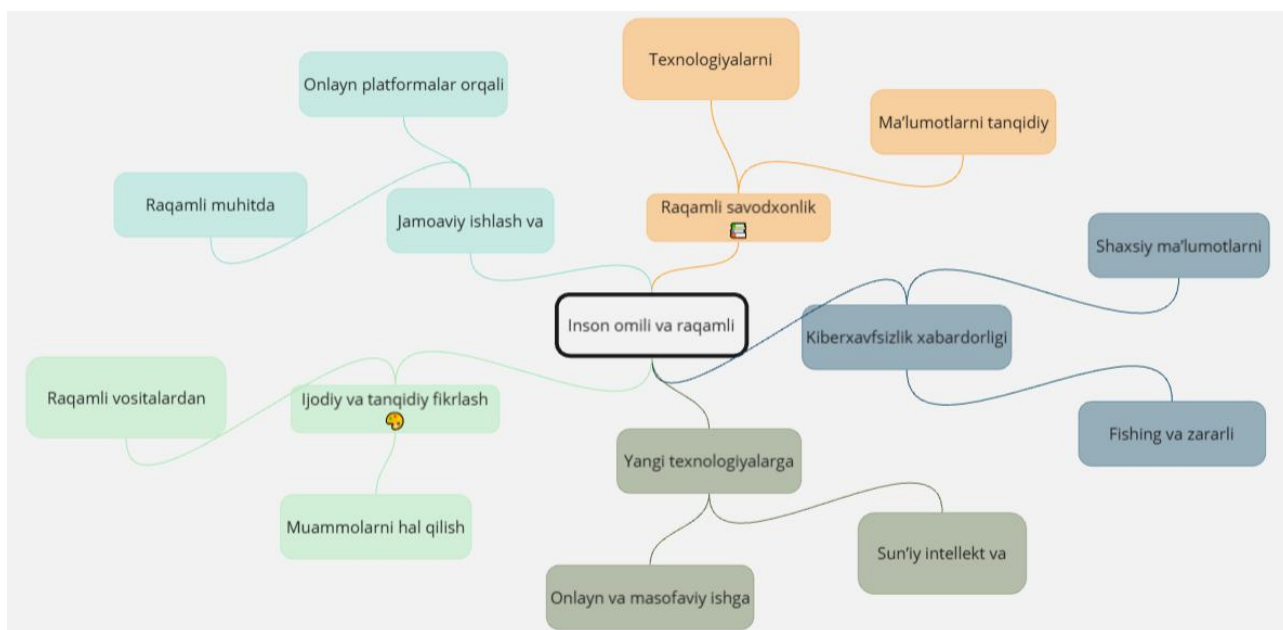 Texnologiyalarni
Onlayn platformalar orqali
Ma’lumotlarni tanqidiy
Raqamli muhitda
Jamoaviy ishlash va
Raqamli savodxonlik
Shaxsiy ma’lumotlarni
Inson omili va raqamli
Kiberxavfsizlik xabardorligi
Raqamli vositalardan
Ijodiy va tanqidiy fikrlash
Fishing va zararli
Yangi texnologiyalarga
Muammolarni hal qilish
Sun’iy intellekt va
Onlayn va masofaviy ishga